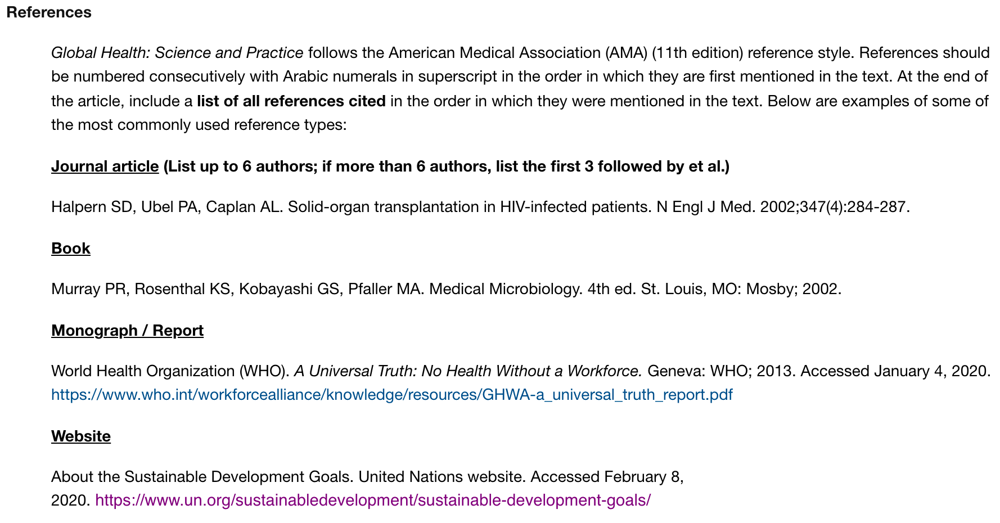 References
Global Health: Science and Practice follows the American Medical Association (AMA) (11th edition) reference style. References should
be numbered consecutively with Arabic numerals in superscript in the order in which they are first mentioned in the text. At the end of
the article, include a list of all references cited in the order in which they were mentioned in the text. Below are examples of some of
the most commonly used reference types:
Journal article (List up to 6 authors; if more than 6 authors, list the first 3 followed by et al.)
Halpern SD, Ubel PA, Caplan AL. Solid-organ transplantation in HIV-infected patients. N Engl J Med. 2002;347(4):284-287.
Book
Murray PR, Rosenthal KS, Kobayashi GS, Pfaller MA. Medical Microbiology. 4th ed. St. Louis, MO: Mosby; 2002.
Monograph / Report
World Health Organization (WHO). A Universal Truth: No Health Without a Workforce. Geneva: WHO; 2013. Accessed January 4, 2020.
https://www.who.int/workforcealliance/knowledge/resources/GHWA-a_universal_truth_report.pdf
Website
About the Sustainable Development Goals. United Nations website. Accessed February 8,
2020. https://www.un.org/sustainabledevelopment/sustainable-development-goals/